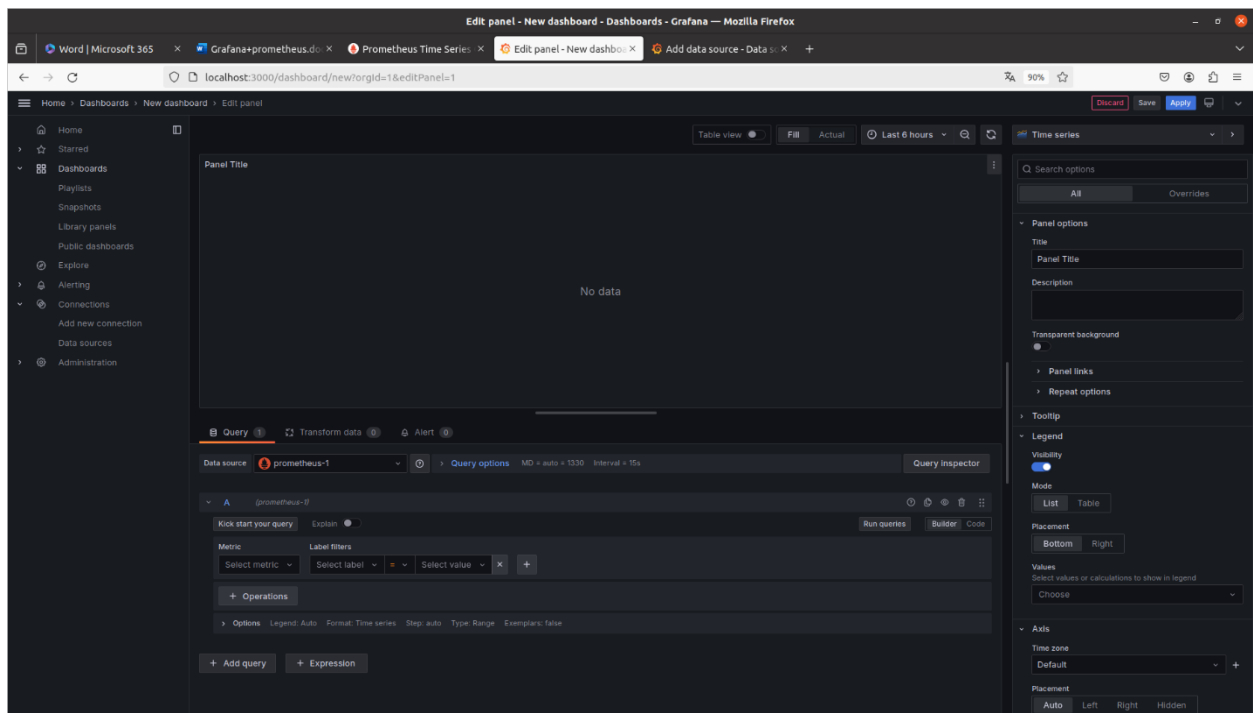 Edit panel - New dashboard - Dashboards - Grafana — Mozilla Firefox
Word | Microsoft 365
Grafana+prometheus.do
Prometheus Time Series
Edit panel - New dashboa
Add data source - Data so
localhost:3000/dashboard/new?orgId=1&editPanel=1
90%
Home > Dashboards > New dashboard > Edit panel
Discard Save Apply
Home
Starred
Dashboards
Playlists
Snapshots
Library panels
Public dashboards
Explore
Alerting
Connections
Add new connection
Data sources
Administration
Table view Fill Actual Last 6 hours
Panel Title
No data
Query 1 Transform data 0 Alert 0
Data source prometheus-1 > Query options MD = auto = 1330 Interval = 15s Query inspector
A (prometheus-1)
Kick start your query Explain Run queries Builder Code
Metric Label filters
Select metric Select label = Select value × +
+ Operations
> Options Legend: Auto Format: Time series Step: auto Type: Range Exemplars: false
+ Add query + Expression
Time series
Search options
All Overrides
Panel options
Title
Panel Title
Description
Transparent background
> Panel links
> Repeat options
> Tooltip
Legend
Visibility
Mode
List Table
Placement
Bottom Right
Values
Select values or calculations to show in legend
Choose
Axis
Time zone
Default +
Placement
Auto Left Right Hidden